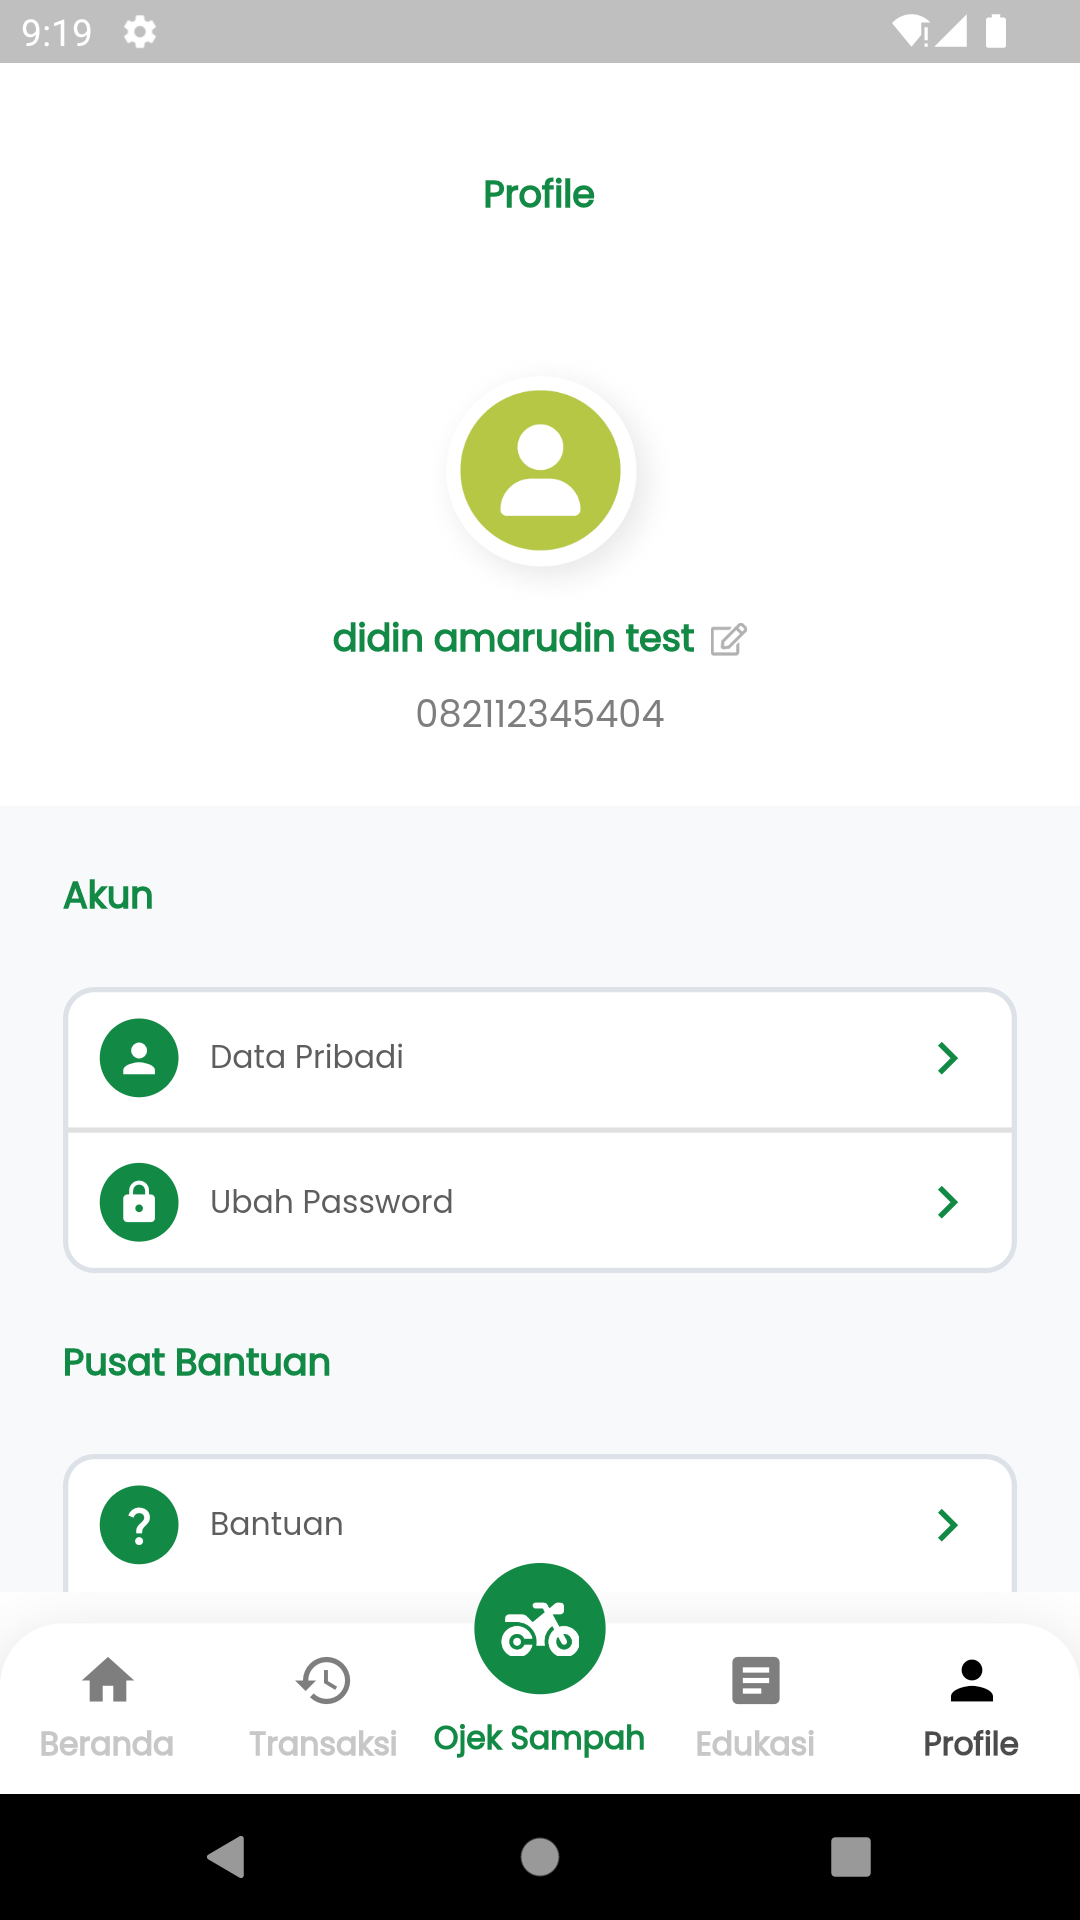 9:19
Profile
didin amarudin test
082112345404
Akun
Data Pribadi
Ubah Password
Pusat Bantuan
Bantuan
Beranda
Transaksi
Ojek Sampah
Edukasi
Profile